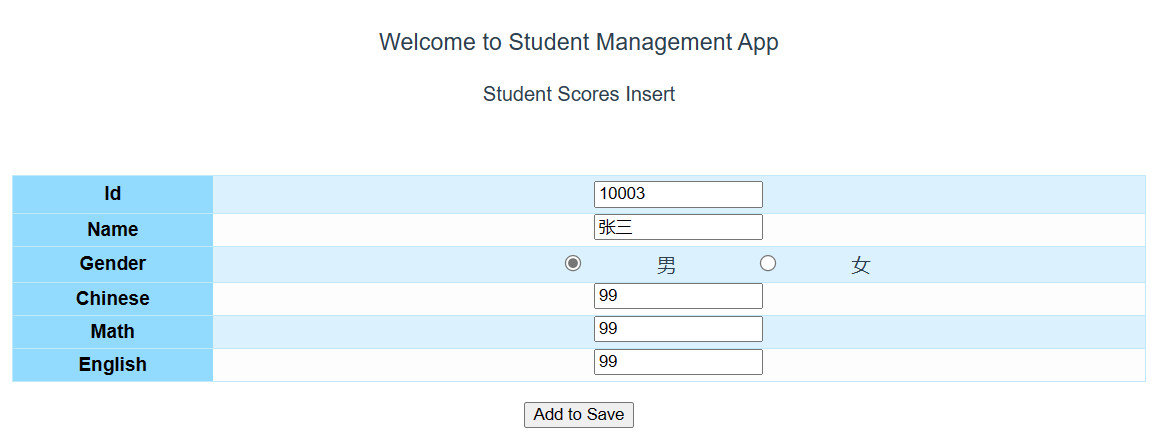 Welcome to Student Management App
Student Scores Insert
Id 10003
Name 张三
Gender 男 女
Chinese 99
Math 99
English 99
Add to Save